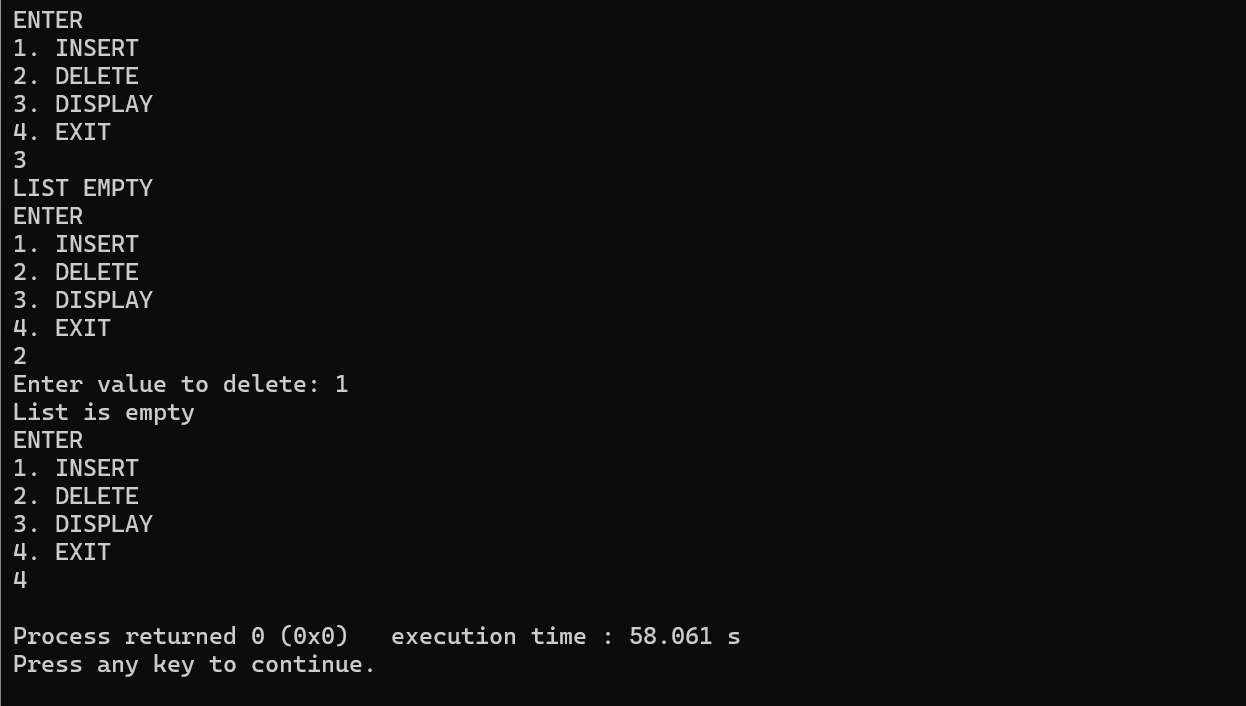 ENTER
1. INSERT
2. DELETE
3. DISPLAY
4. EXIT
3
LIST EMPTY
ENTER
1. INSERT
2. DELETE
3. DISPLAY
4. EXIT
2
Enter value to delete: 1
List is empty
ENTER
1. INSERT
2. DELETE
3. DISPLAY
4. EXIT
4
Process returned 0 (0x0)   execution time : 58.061 s
Press any key to continue.